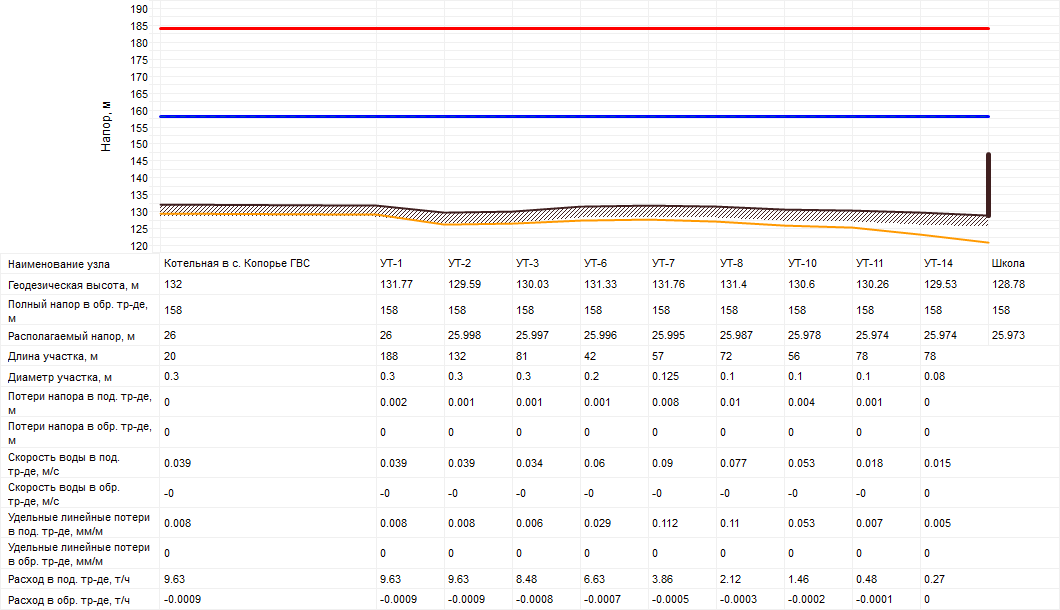 190
185
180
175
170
165
160
155
150
145
140
135
130
125
120
Напор, м
Наименование узла Котельная в с. Копорье ГВС УТ-1 УТ-2 УТ-3 УТ-6 УТ-7 УТ-8 УТ-10 УТ-11 УТ-14 Школа
Геодезическая высота, м 132 131.77 129.59 130.03 131.33 131.76 131.4 130.6 130.26 129.53 128.78
Полный напор в обр. тр-де,
м 158 158 158 158 158 158 158 158 158 158 158
Располагаемый напор, м 26 26 25.998 25.997 25.996 25.995 25.987 25.978 25.974 25.974 25.973
Длина участка, м 20 188 132 81 42 57 72 56 78 78
Диаметр участка, м 0.3 0.3 0.3 0.3 0.2 0.125 0.1 0.1 0.1 0.08
Потери напора в под. тр-де,
м 0 0.002 0.001 0.001 0.001 0.008 0.01 0.004 0.001 0
Потери напора в обр. тр-де,
м 0 0 0 0 0 0 0 0 0 0
Скорость воды в под.
тр-де, м/с 0.039 0.039 0.039 0.034 0.06 0.09 0.077 0.053 0.018 0.015
Скорость воды в обр.
тр-де, м/с -0 -0 -0 -0 -0 -0 -0 -0 -0 0
Удельные линейные потери
в под. тр-де, мм/м 0.008 0.008 0.008 0.006 0.029 0.112 0.11 0.053 0.007 0.005
Удельные линейные потери
в обр. тр-де, мм/м 0 0 0 0 0 0 0 0 0 0
Расход в под. тр-де, т/ч 9.63 9.63 9.63 8.48 6.63 3.86 2.12 1.46 0.48 0.27
Расход в обр. тр-де, т/ч -0.0009 -0.0009 -0.0009 -0.0008 -0.0007 -0.0005 -0.0003 -0.0002 -0.0001 0